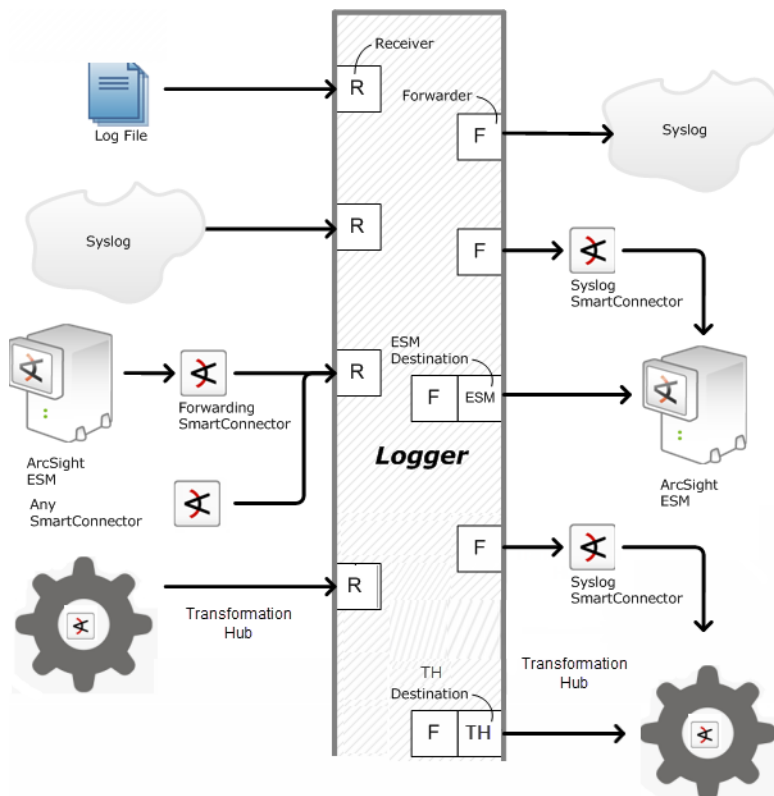 Receiver
R
Log File
Forwarder
F
Syslog
R
Syslog
F
Syslog
SmartConnector
ESM
Destination
R
Forwarding
SmartConnector
F
ESM
Logger
ArcSight
ESM
Any
SmartConnector
ArcSight
ESM
F
Syslog
SmartConnector
R
Transformation
Hub
TH
Destination
Transformation
Hub
F
TH